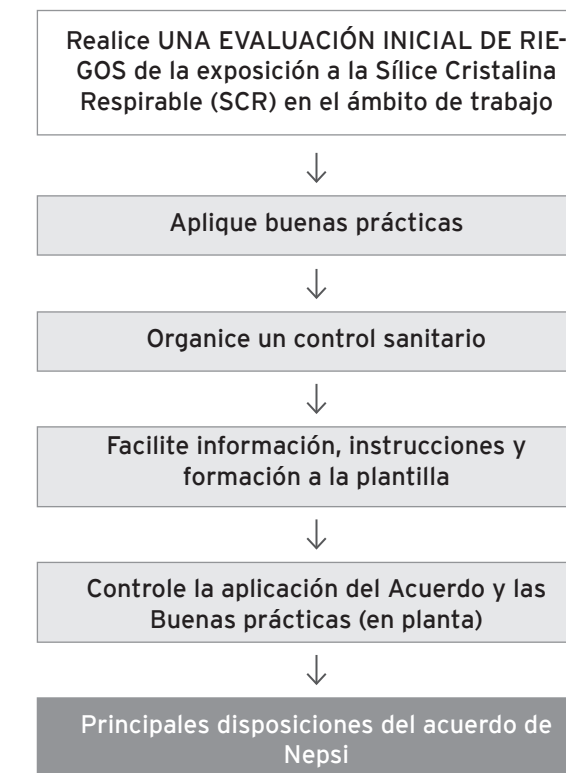 Realice UNA EVALUACIÓN INICIAL DE RIE-
GOS de la exposición a la Sílice Cristalina
Respirable (SCR) en el ámbito de trabajo
Aplique buenas prácticas
Organice un control sanitario
Facilite información, instrucciones y
formación a la plantilla
Controle la aplicación del Acuerdo y las
Buenas prácticas (en planta)
Principales disposiciones del acuerdo de
Nepsi